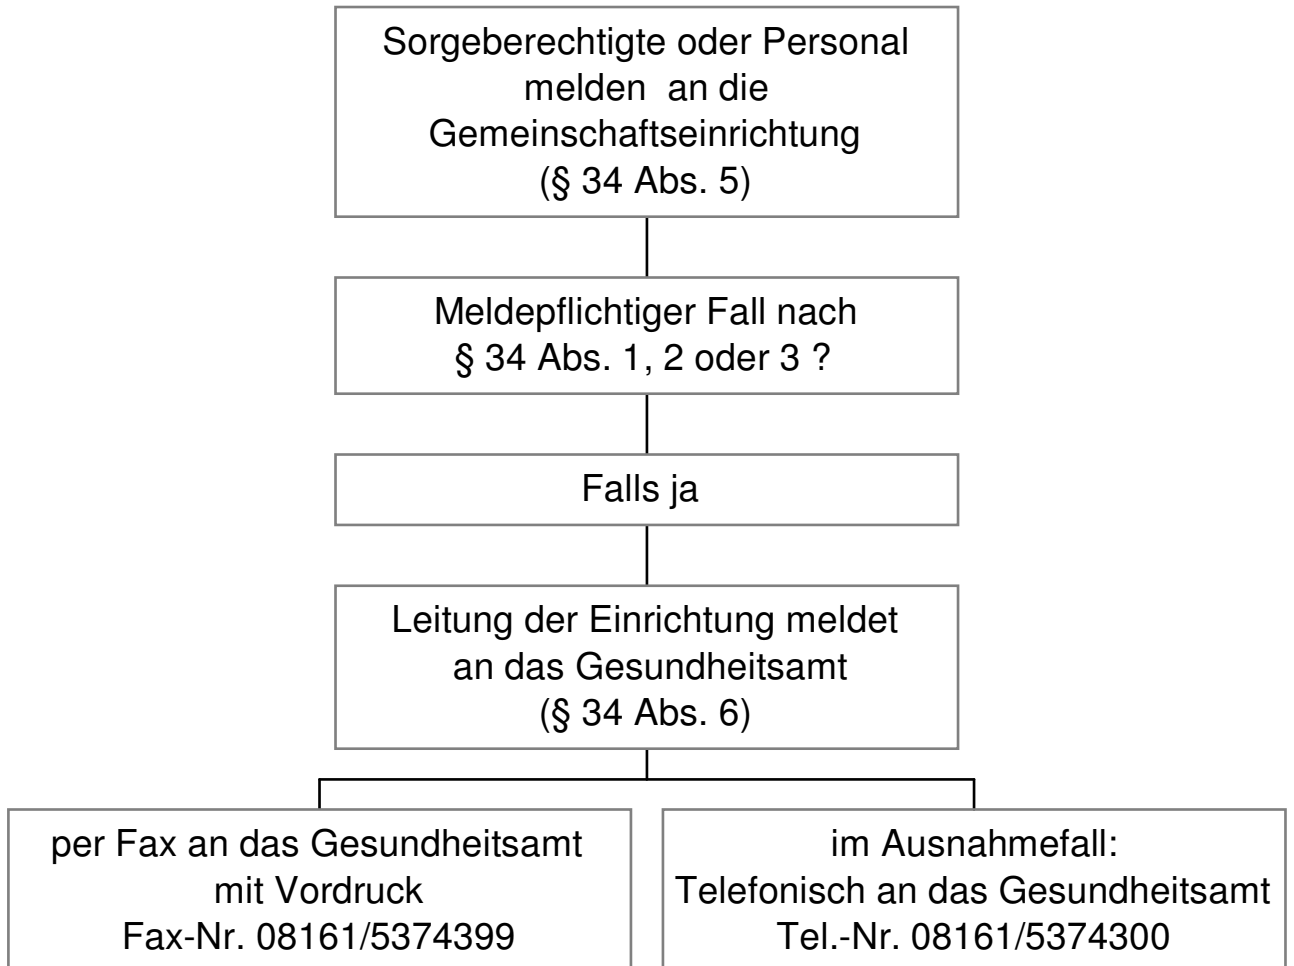 Sorgeberechtigte oder Personal
melden an die
Gemeinschaftseinrichtung
(§ 34 Abs. 5)
Meldepflichtiger Fall nach
§ 34 Abs. 1, 2 oder 3 ?
Falls ja
Leitung der Einrichtung meldet
an das Gesundheitsamt
(§ 34 Abs. 6)
per Fax an das Gesundheitsamt
mit Vordruck
Fax-Nr. 08161/5374399
im Ausnahmefall:
Telefonisch an das Gesundheitsamt
Tel.-Nr. 08161/5374300